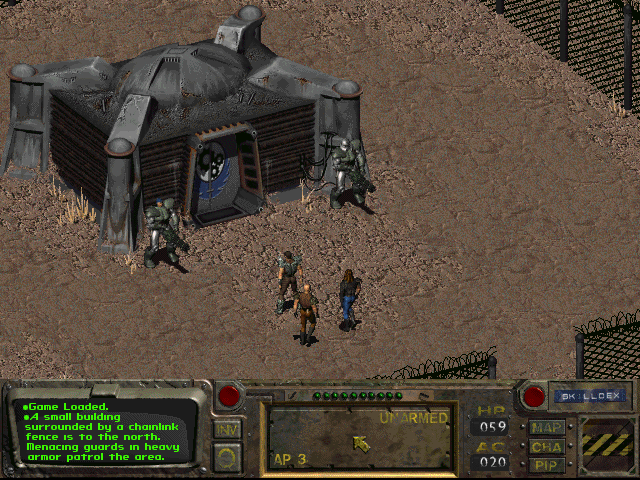 Game Loaded.
A small building
surrounded by a chainlink
fence is to the north.
Menacing guards in heavy
armor patrol the area.
INV
UNARMED
AP 3
HP
059
AC
020
SKILLDEX
MAP
CHA
PIP